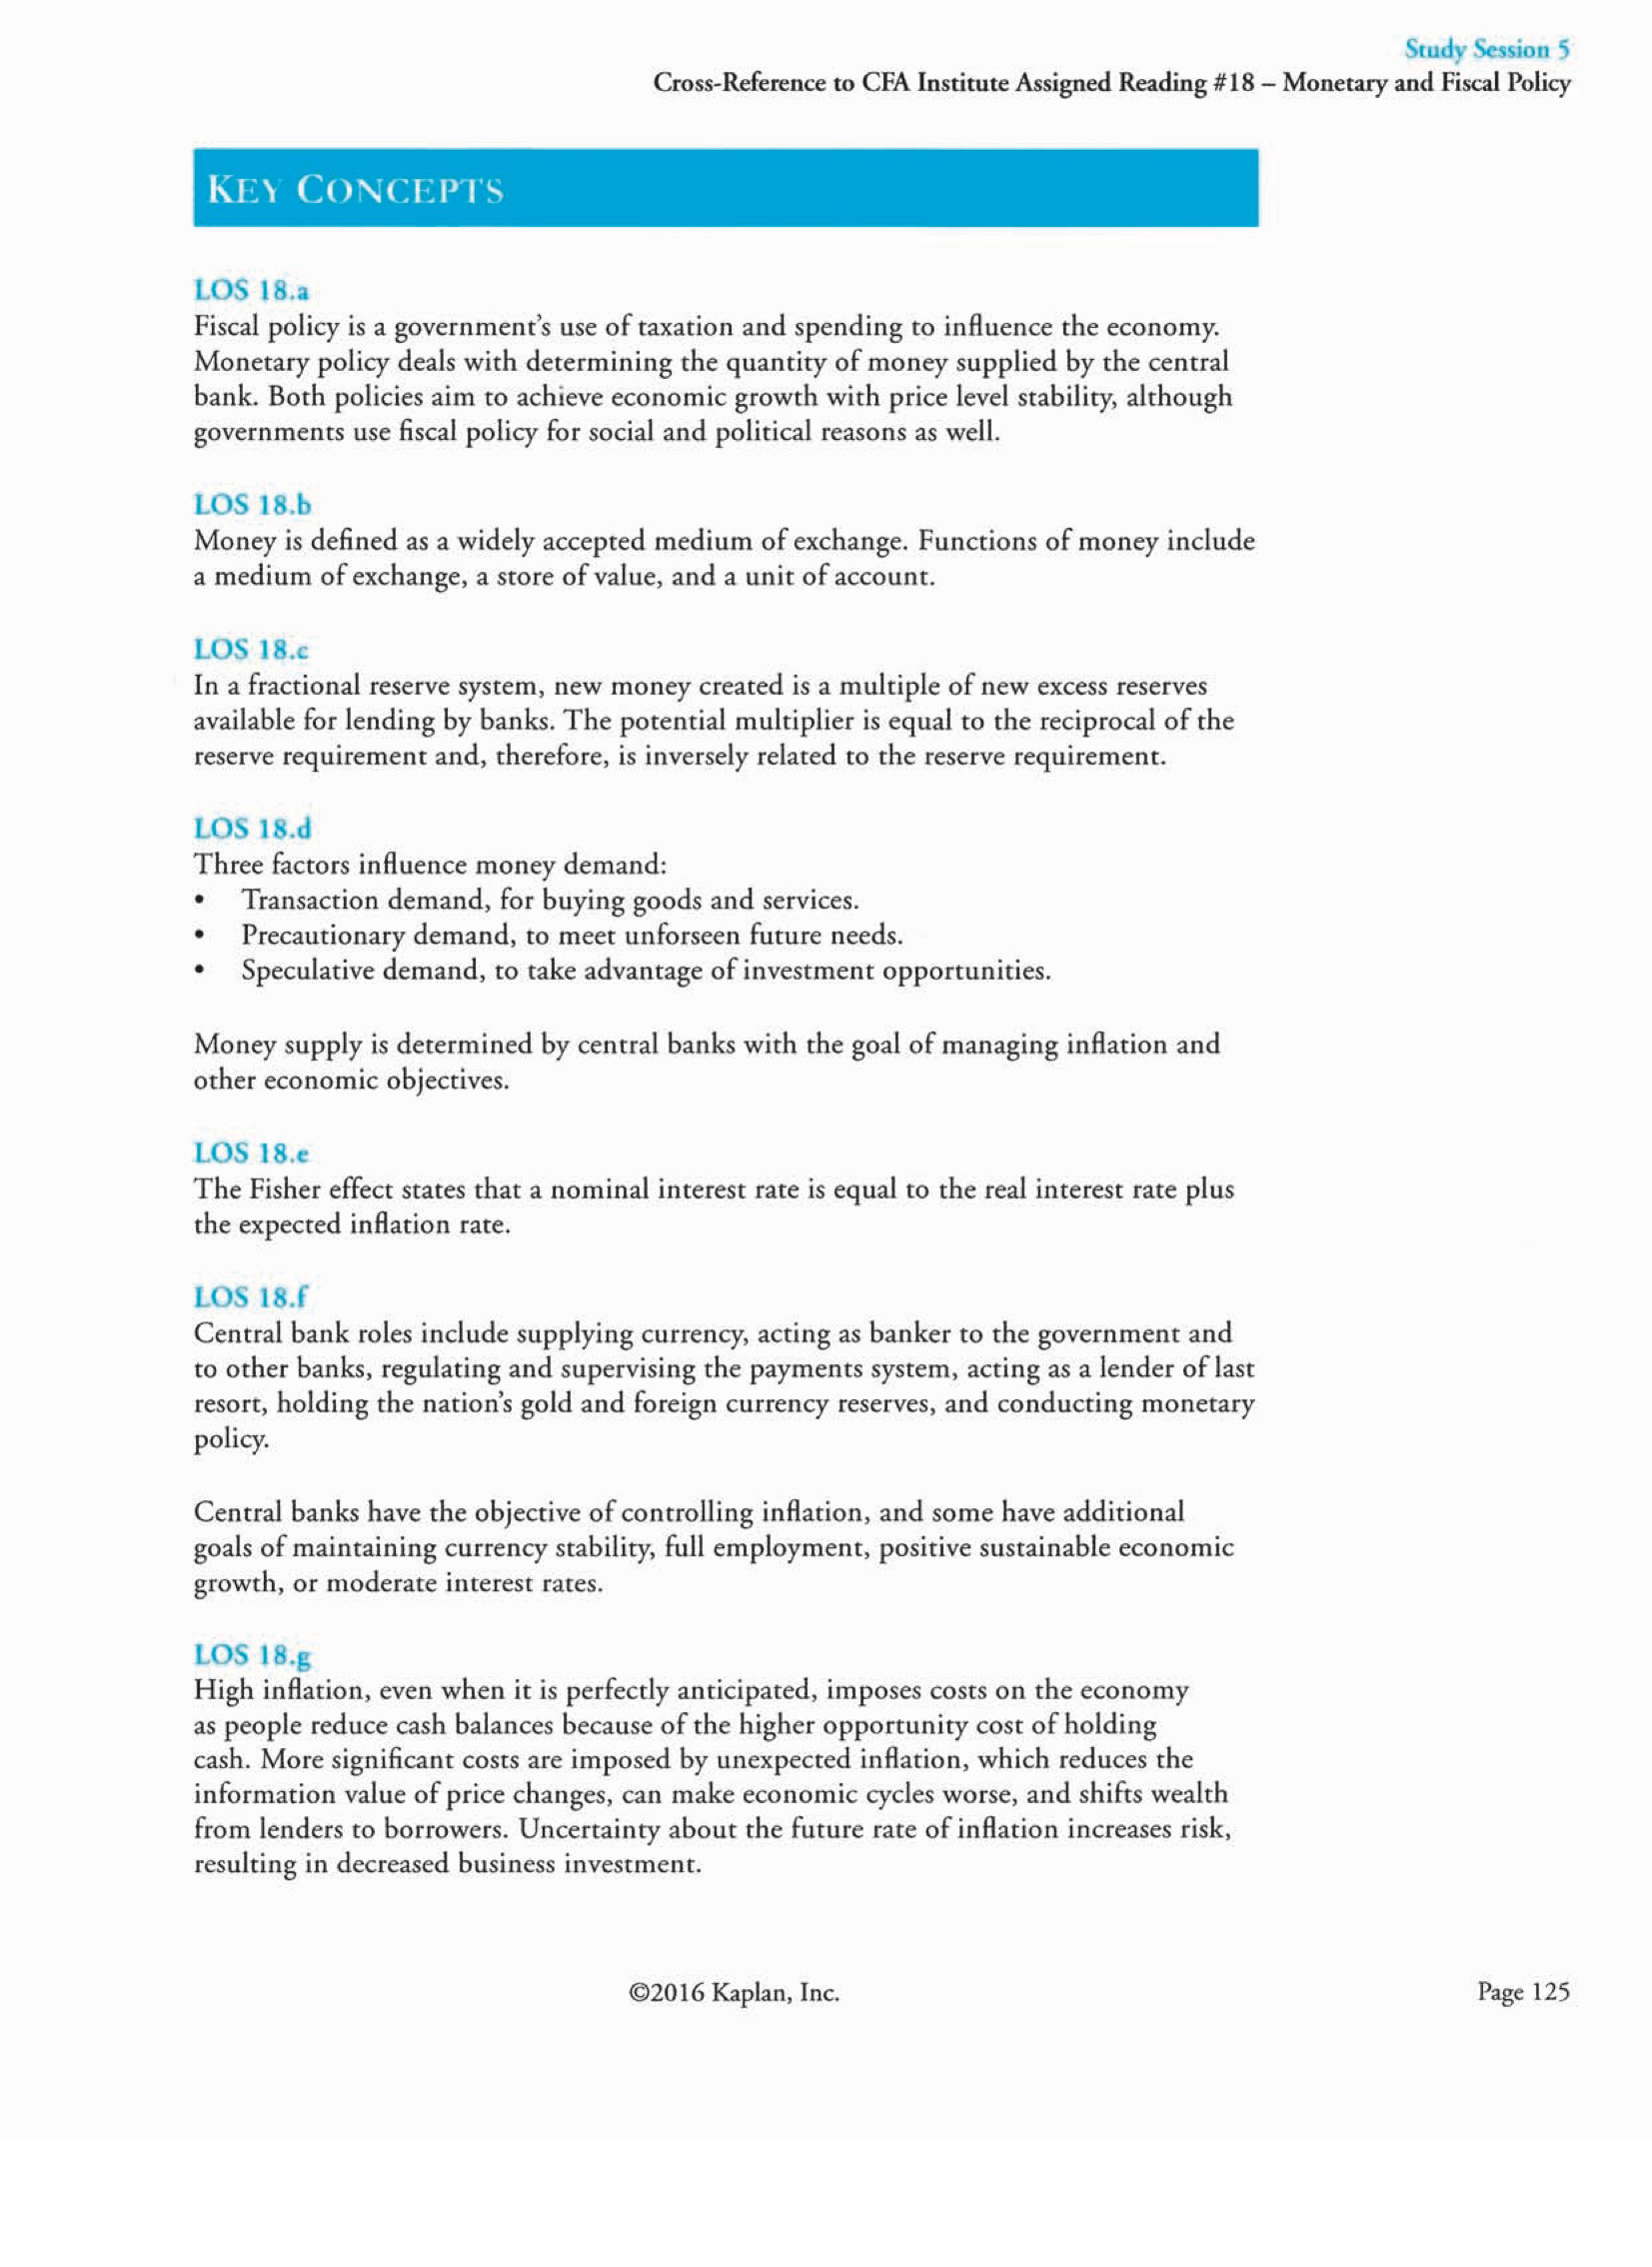 Study Session 5
Cross-Reference to CFA Institute Assigned Reading #18 – Monetary and Fiscal Policy
KEY CONCEPTS
LOS 18.a
Fiscal policy is a government's use of taxation and spending to influence the economy.
Monetary policy deals with determining the quantity of money supplied by the central
bank. Both policies aim to achieve economic growth with price level stability, although
governments use fiscal policy for social and political reasons as well.
LOS 18.b
Money is defined as a widely accepted medium of exchange. Functions of money include
a medium of exchange, a store of value, and a unit of account.
LOS 18.c
In a fractional reserve system, new money created is a multiple of new excess reserves
available for lending by banks. The potential multiplier is equal to the reciprocal of the
reserve requirement and, therefore, is inversely related to the reserve requirement.
LOS 18.d
Three factors influence money demand:
• Transaction demand, for buying goods and services.
• Precautionary demand, to meet unforseen future needs.
• Speculative demand, to take advantage of investment opportunities.
Money supply is determined by central banks with the goal of managing inflation and
other economic objectives.
LOS 18.e
The Fisher effect states that a nominal interest rate is equal to the real interest rate plus
the expected inflation rate.
LOS 18.f
Central bank roles include supplying currency, acting as banker to the government and
to other banks, regulating and supervising the payments system, acting as a lender of last
resort, holding the nation's gold and foreign currency reserves, and conducting monetary
policy.
Central banks have the objective of controlling inflation, and some have additional
goals of maintaining currency stability, full employment, positive sustainable economic
growth, or moderate interest rates.
LOS 18.g
High inflation, even when it is perfectly anticipated, imposes costs on the economy
as people reduce cash balances because of the higher opportunity cost of holding
cash. More significant costs are imposed by unexpected inflation, which reduces the
information value of price changes, can make economic cycles worse, and shifts wealth
from lenders to borrowers. Uncertainty about the future rate of inflation increases risk,
resulting in decreased business investment.
©2016 Kaplan, Inc.
Page 125